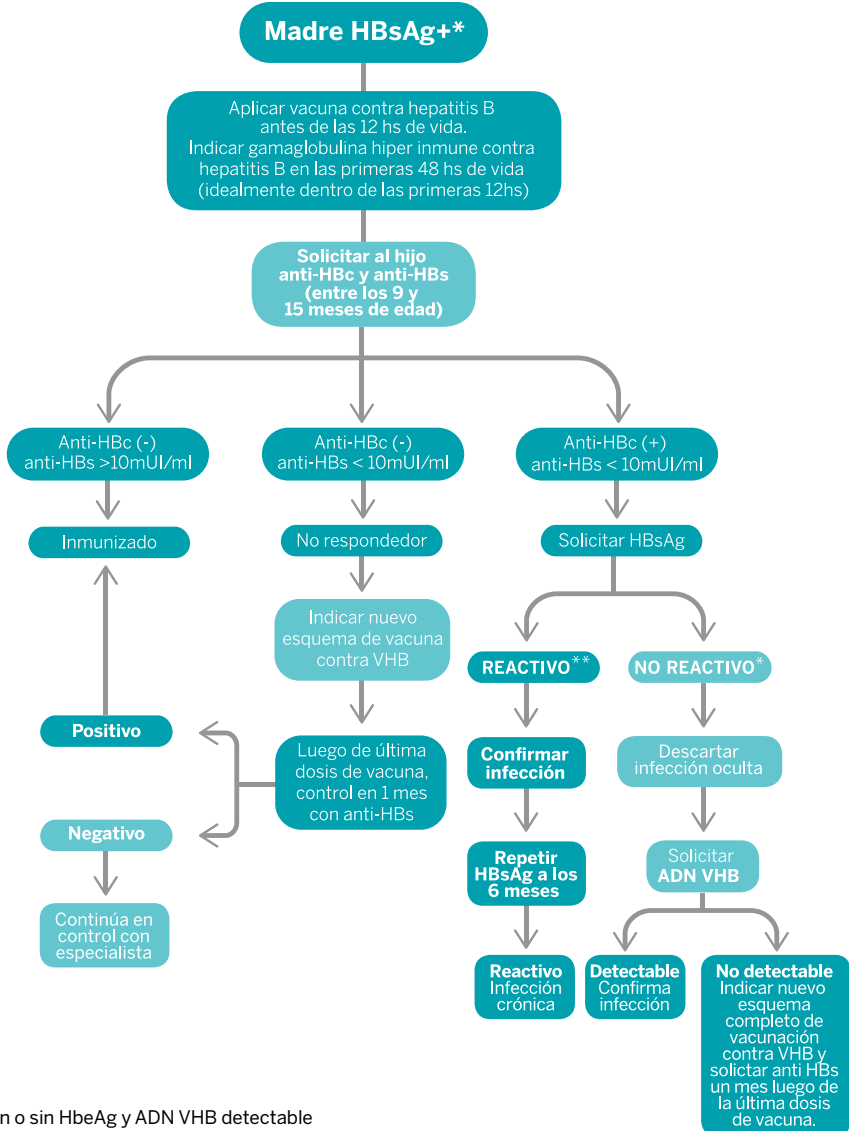 Madre HBsAg+*
Aplicar vacuna contra hepatitis B
antes de las 12 hs de vida.
Indicar gamaglobulina hiper inmune contra
hepatitis B en las primeras 48 hs de vida
(idealmente dentro de las primeras 12hs)
Solicitar al hijo
anti-HBc y anti-HBs
(entre los 9 y
15 meses de edad)
Anti-HBc (-)
anti-HBs >10mUI/ml
Anti-HBc (-)
anti-HBs < 10mUI/ml
Anti-HBc (+)
anti-HBs < 10mUI/ml
Inmunizado
No respondedor
Solicitar HBsAg
Indicar nuevo
esquema de vacuna
contra VHB
REACTIVO**
NO REACTIVO*
Positivo
Luego de última
dosis de vacuna,
control en 1 mes
con anti-HBs
Confirmar
infección
Descartar
infección oculta
Negativo
Continúa en
control con
especialista
Repetir
HBsAg a los
6 meses
Solicitar
ADN VHB
Reactivo
Infección
crónica
Detectable
Confirma
infección
No detectable
Indicar nuevo
esquema
completo de
vacunación
contra VHB y
solictar anti HBs
un mes luego de
la última dosis
de vacuna.
n o sin HbeAg y ADN VHB detectable